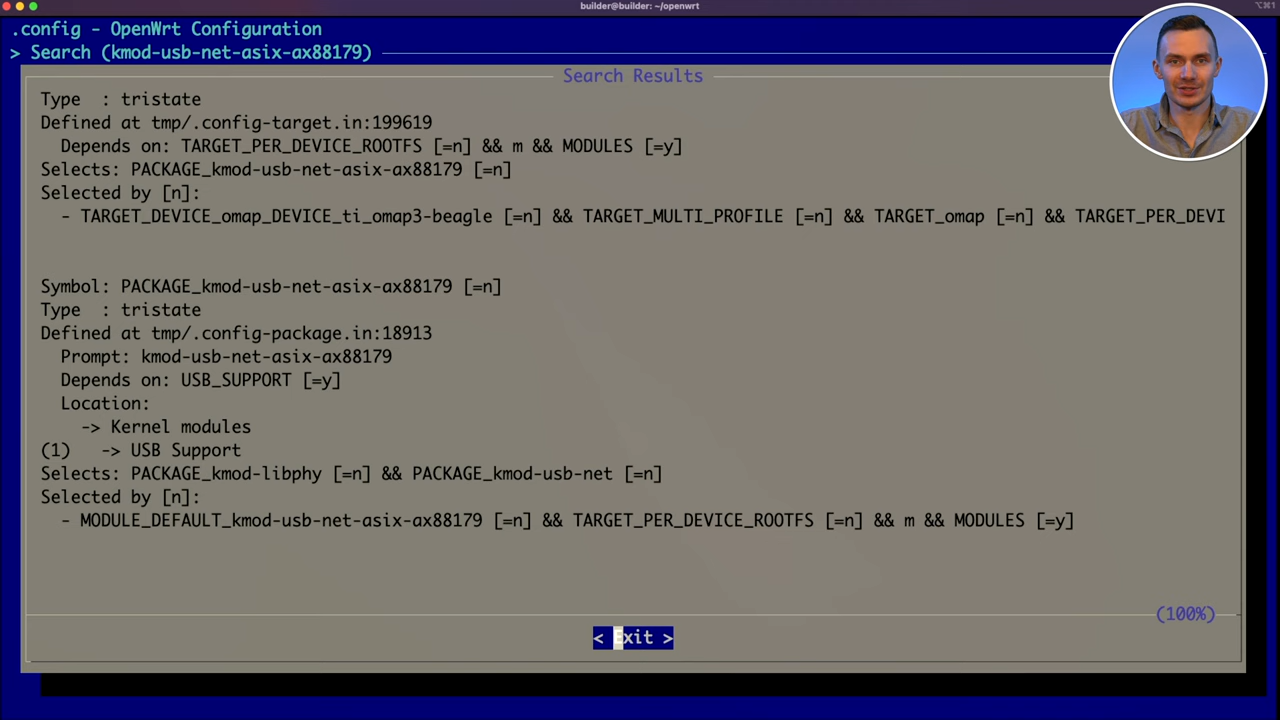 builder@builder: ~/openwrt
⌥⌘1
.config - OpenWrt Configuration
> Search (kmod-usb-net-asix-ax88179)
Search Results
Type  : tristate
Defined at tmp/.config-target.in:199619
  Depends on: TARGET_PER_DEVICE_ROOTFS [=n] && m && MODULES [=y]
Selects: PACKAGE_kmod-usb-net-asix-ax88179 [=n]
Selected by [n]:
  - TARGET_DEVICE_omap_DEVICE_ti_omap3-beagle [=n] && TARGET_MULTI_PROFILE [=n] && TARGET_omap [=n] && TARGET_PER_DEVI
Symbol: PACKAGE_kmod-usb-net-asix-ax88179 [=n]
Type  : tristate
Defined at tmp/.config-package.in:18913
  Prompt: kmod-usb-net-asix-ax88179
  Depends on: USB_SUPPORT [=y]
  Location:
    -> Kernel modules
(1)   -> USB Support
Selects: PACKAGE_kmod-libphy [=n] && PACKAGE_kmod-usb-net [=n]
Selected by [n]:
  - MODULE_DEFAULT_kmod-usb-net-asix-ax88179 [=n] && TARGET_PER_DEVICE_ROOTFS [=n] && m && MODULES [=y]
(100%)
< Exit >